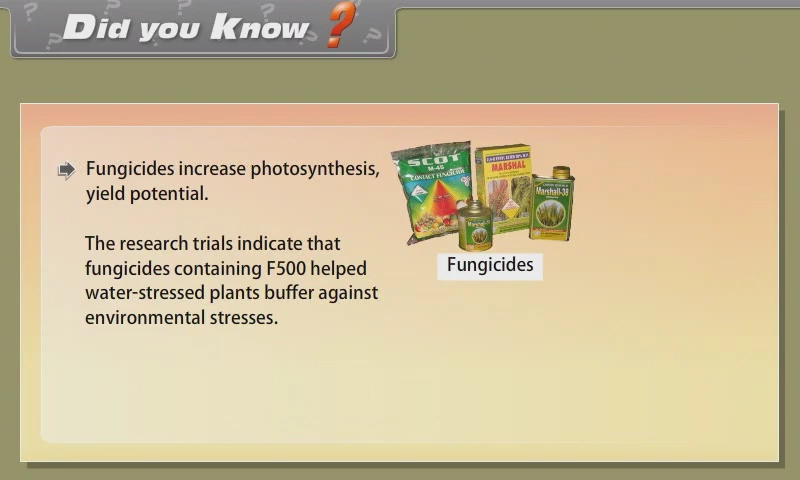 Did you Know ?
Fungicides increase photosynthesis,
yield potential.
The research trials indicate that
fungicides containing F500 helped
water-stressed plants buffer against
environmental stresses.
SCOT
M-45
CONTACT FUNGICIDE
MARSHAL
Marshall-38
Fungicides